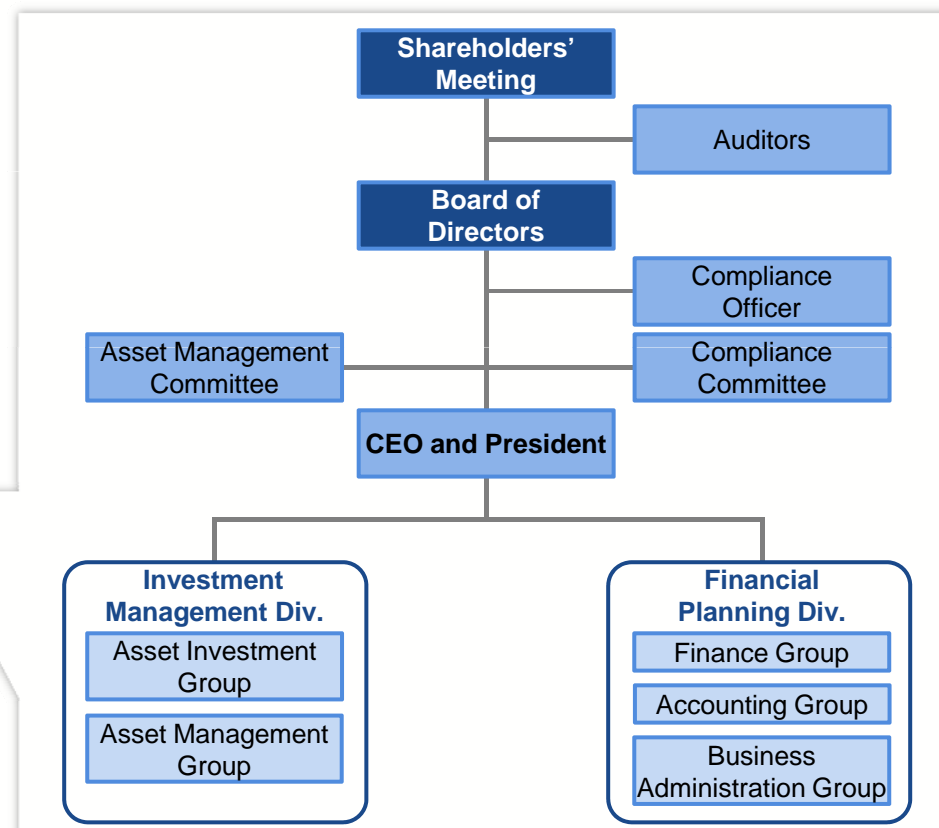 Shareholders’
Meeting
Auditors
Board of
Directors
Compliance
Officer
Asset Management
Committee
Compliance
Committee
CEO and President
Investment
Management Div.
Asset Investment
Group
Asset Management
Group
Financial
Planning Div.
Finance Group
Accounting Group
Business
Administration Group